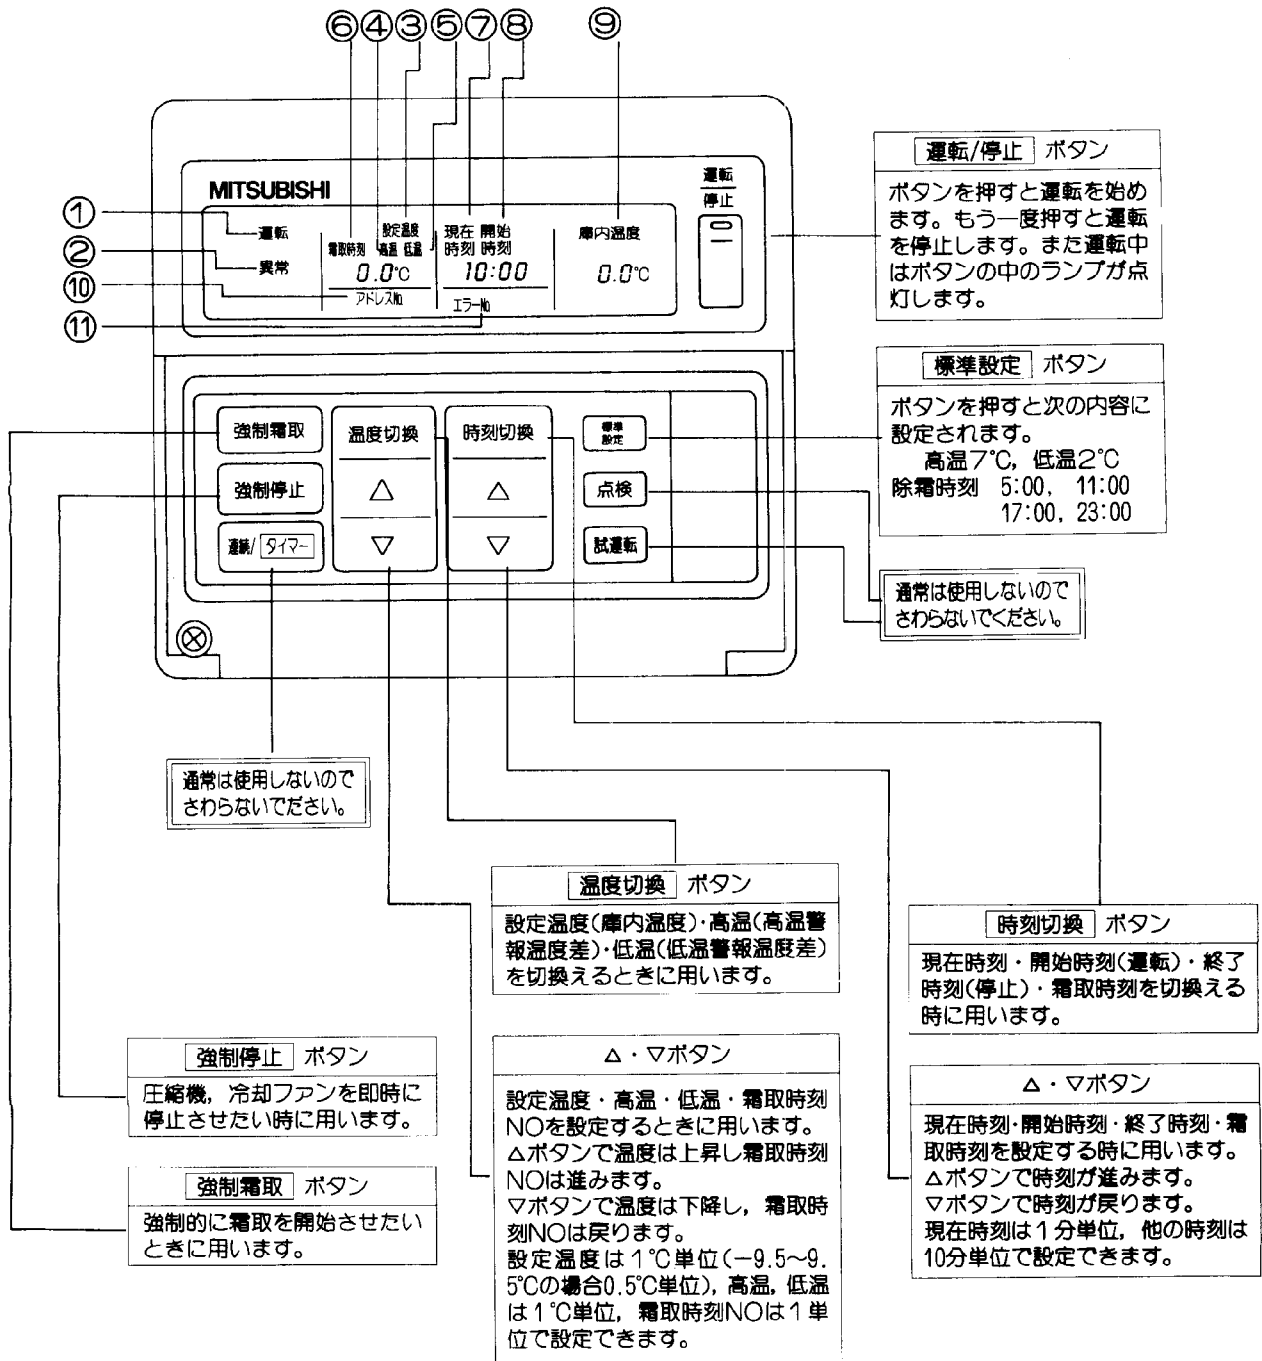 ⑥④③⑤⑦⑧ ⑨
MITSUBISHI
運転
停止
①
運転
②
異常
⑩
⑪
設定温度
霜取時刻 高温 低温
0.0℃
アドレスNo
現在 開始
時刻 時刻
10:00
エラーNo
庫内温度
0.0℃
強制霜取
強制停止
連続/タイマー
温度切換
△
▽
時刻切換
△
▽
標準
設定
点検
試運転
運転/停止 ボタン
ボタンを押すと運転を始め
ます。もう一度押すと運転
を停止します。また運転中
はボタンの中のランプが点
灯します。
標準設定 ボタン
ボタンを押すと次の内容に
設定されます。
高温7℃, 低温2℃
除霜時刻 5:00, 11:00
17:00, 23:00
通常は使用しないので
さわらないでください。
通常は使用しないので
さわらないでださい。
温度切換 ボタン
設定温度(庫内温度)・高温(高温警
報温度差)・低温(低温警報温度差)
を切換えるときに用います。
時刻切換 ボタン
現在時刻・開始時刻(運転)・終了
時刻(停止)・霜取時刻を切換える
時に用います。
強制停止 ボタン
圧縮機, 冷却ファンを即時に
停止させたい時に用います。
強制霜取 ボタン
強制的に霜取を開始させたい
ときに用います。
△・▽ボタン
設定温度・高温・低温・霜取時刻
NOを設定するときに用います。
△ボタンで温度は上昇し霜取時刻
NOは進みます。
▽ボタンで温度は下降し, 霜取時
刻NOは戻ります。
設定温度は1℃単位(−9.5〜9.
5℃の場合0.5℃単位), 高温, 低温
は1℃単位, 霜取時刻NOは1単
位で設定できます。
△・▽ボタン
現在時刻・開始時刻・終了時刻・霜
取時刻を設定する時に用います。
△ボタンで時刻が進みます。
▽ボタンで時刻が戻ります。
現在時刻は1分単位, 他の時刻は
10分単位で設定できます。